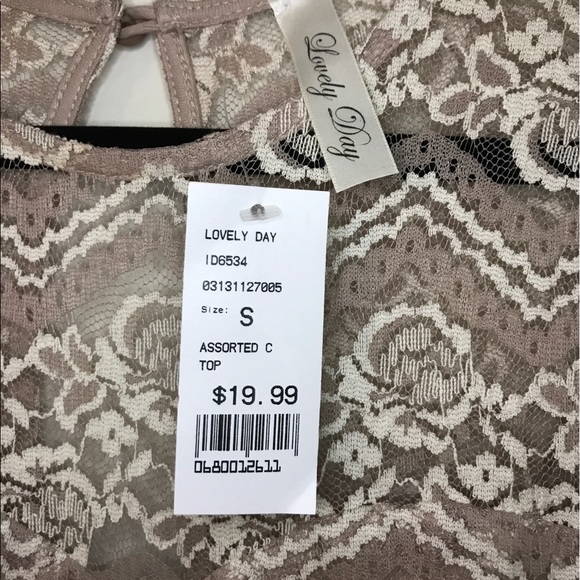 Lovely Day
LOVELY DAY
ID6534
03131127005
Size: S
ASSORTED C
TOP
$19.99
0680012611